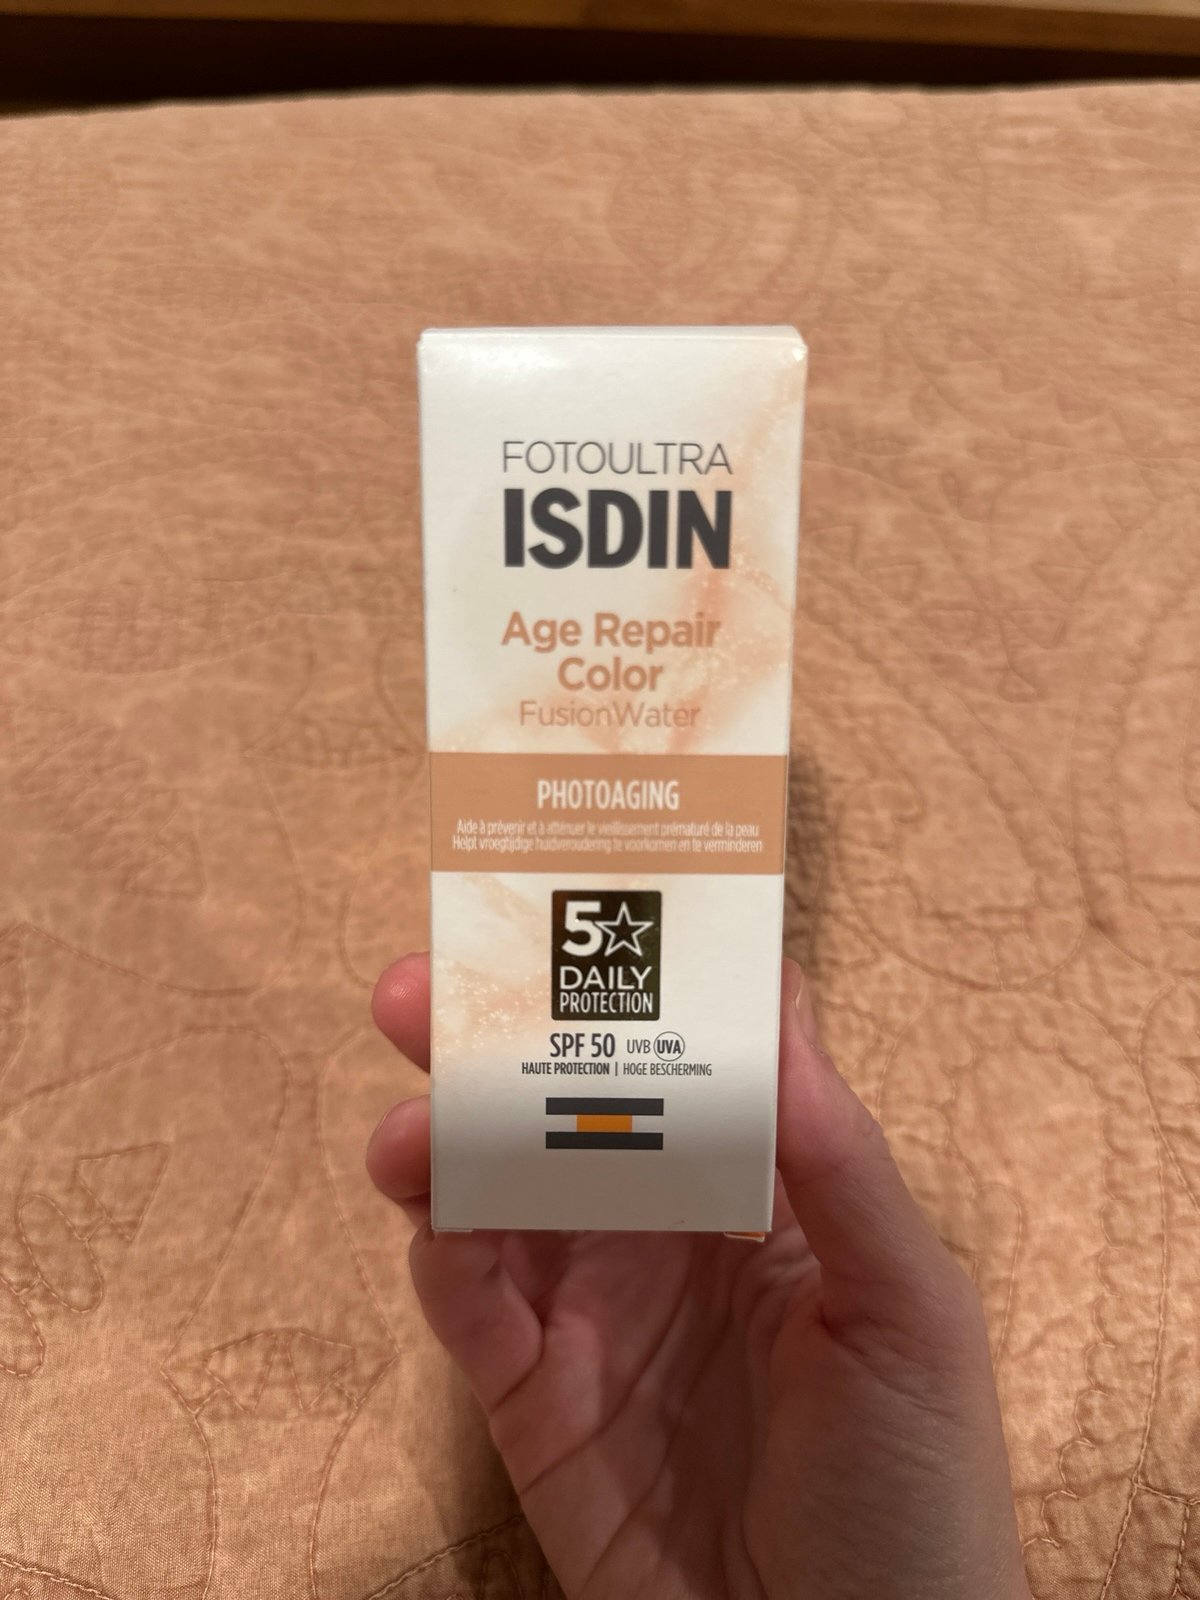 FOTOULTRA
ISDIN
Age Repair
Color
FusionWater
PHOTOAGING
Aide à prévenir et à atténuer le vieillissement prématuré de la peau
Helpt vroegtijdige huidveroudering te voorkomen en te verminderen
5
DAILY
PROTECTION
SPF 50 UVB UVA
HAUTE PROTECTION | HOGE BESCHERMING